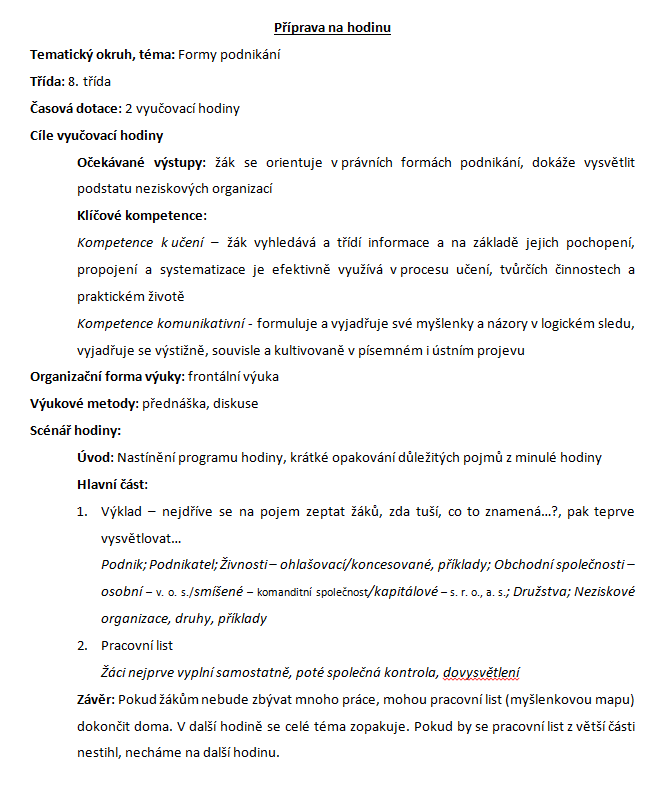 Příprava na hodinu
Tematický okruh, téma: Formy podnikání
Třída: 8. třída
Časová dotace: 2 vyučovací hodiny
Cíle vyučovací hodiny
Očekávané výstupy: žák se orientuje v právních formách podnikání, dokáže vysvětlit
podstatu neziskových organizací
Klíčové kompetence:
Kompetence k učení – žák vyhledává a třídí informace a na základě jejich pochopení,
propojení a systematizace je efektivně využívá v procesu učení, tvůrčích činnostech a
praktickém životě
Kompetence komunikativní - formuluje a vyjadřuje své myšlenky a názory v logickém sledu,
vyjadřuje se výstižně, souvisle a kultivovaně v písemném i ústním projevu
Organizační forma výuky: frontální výuka
Výukové metody: přednáška, diskuse
Scénář hodiny:
Úvod: Nastínění programu hodiny, krátké opakování důležitých pojmů z minulé hodiny
Hlavní část:
1. Výklad – nejdříve se na pojem zeptat žáků, zda tuší, co to znamená…?, pak teprve
vysvětlovat…
Podnik; Podnikatel; Živnosti – ohlašovací/koncesované, příklady; Obchodní společnosti –
osobní – v. o. s./smíšené – komanditní společnost/kapitálové – s. r. o., a. s.; Družstva; Neziskové
organizace, druhy, příklady
2. Pracovní list
Žáci nejprve vyplní samostatně, poté společná kontrola, dovysvětlení
Závěr: Pokud žákům nebude zbývat mnoho práce, mohou pracovní list (myšlenkovou mapu)
dokončit doma. V další hodině se celé téma zopakuje. Pokud by se pracovní list z větší části
nestihl, necháme na další hodinu.